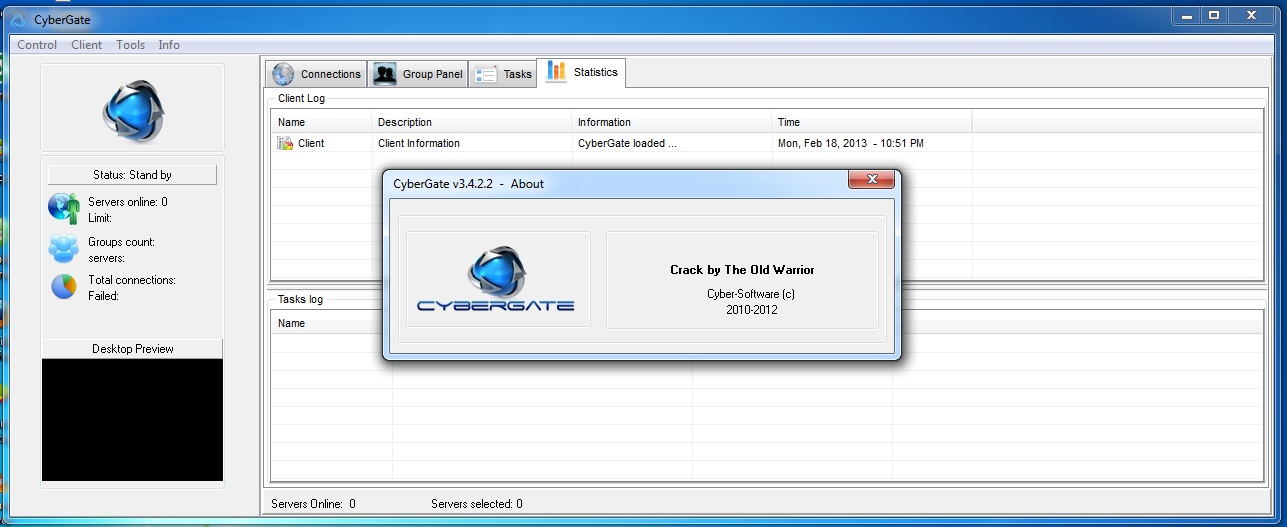 CyberGate
Control Client Tools Info
Connections Group Panel Tasks Statistics
Client Log
Name Description Information Time
Client Client Information CyberGate loaded ... Mon, Feb 18, 2013 - 10:51 PM
Status: Stand by
Servers online: 0
Limit:
Groups count:
servers:
Total connections:
Failed:
Desktop Preview
CyberGate v3.4.2.2 - About
CYBERGATE
Crack by The Old Warrior
Cyber-Software (c)
2010-2012
Tasks log
Name
Servers Online: 0 Servers selected: 0